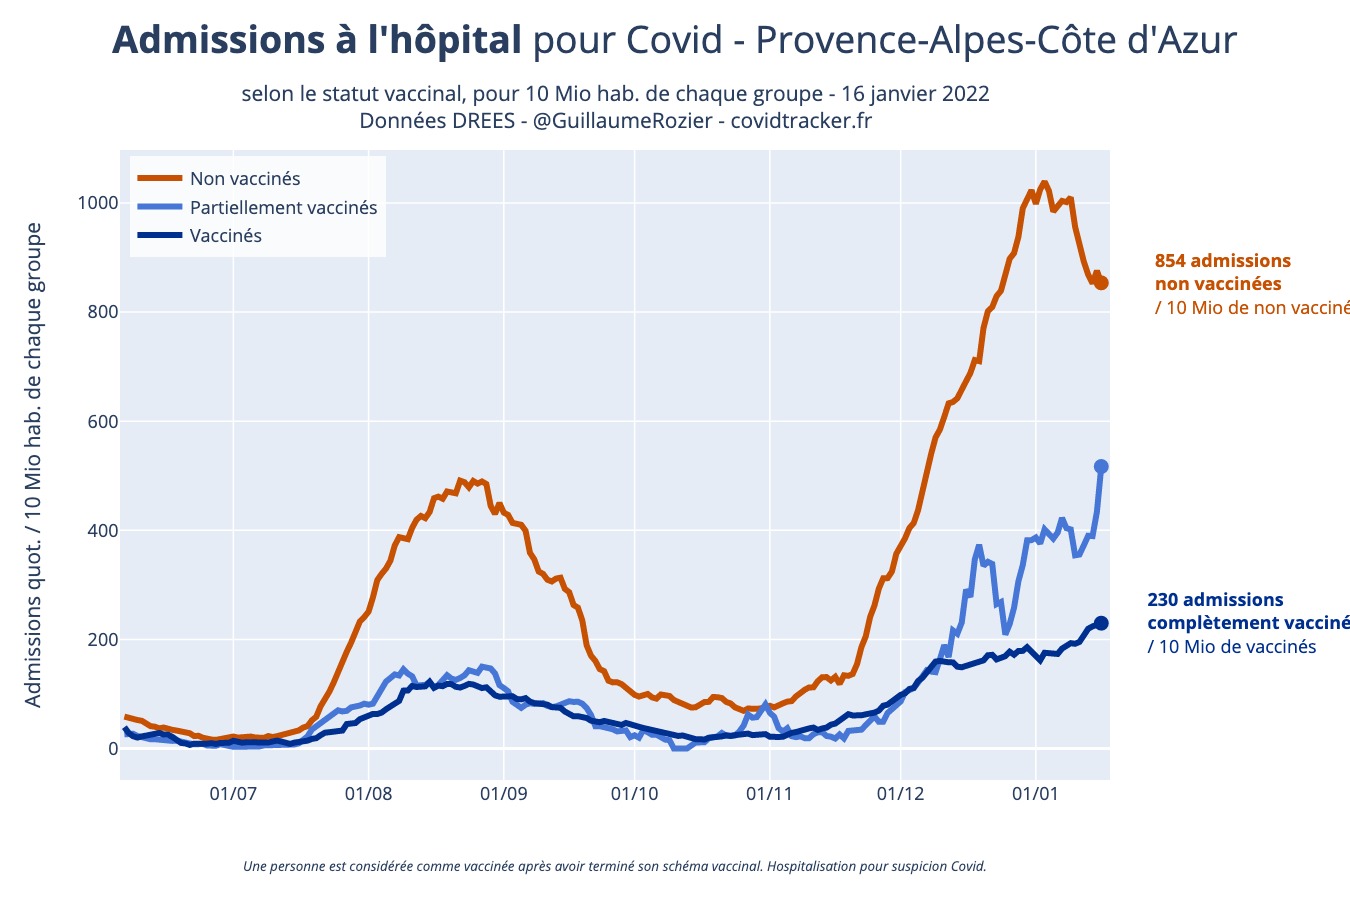 Admissions à l'hôpital pour Covid - Provence-Alpes-Côte d'Azur
selon le statut vaccinal, pour 10 Mio hab. de chaque groupe - 16 janvier 2022
Données DREES - @GuillaumeRozier - covidtracker.fr
Admissions quot. / 10 Mio hab. de chaque groupe
Non vaccinés
Partiellement vaccinés
Vaccinés
1000
800
600
400
200
0
01/07
01/08
01/09
01/10
01/11
01/12
01/01
854 admissions
non vaccinées
/ 10 Mio de non vacciné
230 admissions
complètement vacciné
/ 10 Mio de vaccinés
Une personne est considérée comme vaccinée après avoir terminé son schéma vaccinal. Hospitalisation pour suspicion Covid.